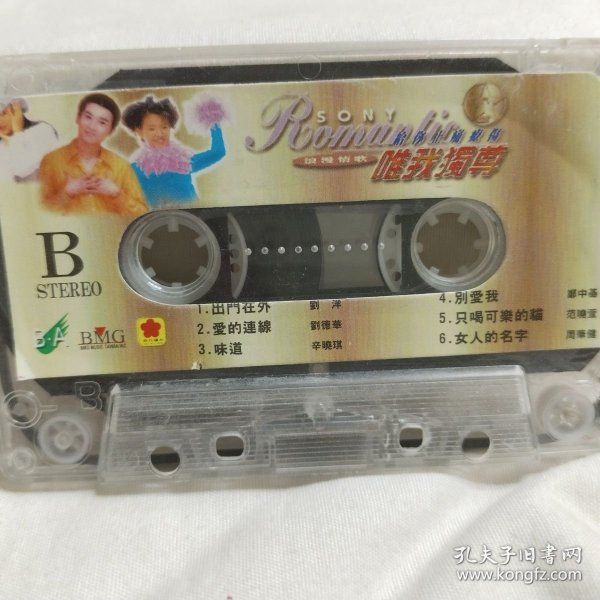 SONY
Romantic
浪漫情歌
唯我獨尊
B
STEREO
B·A
BMG
1.出門在外 劉洋
2.愛的連線 劉德華
3.味道 辛曉琪
4.別愛我 鄭中基
5.只喝可樂的貓 范曉萱
6.女人的名字 周華健
B
孔夫子旧书网
www.kongfz.com